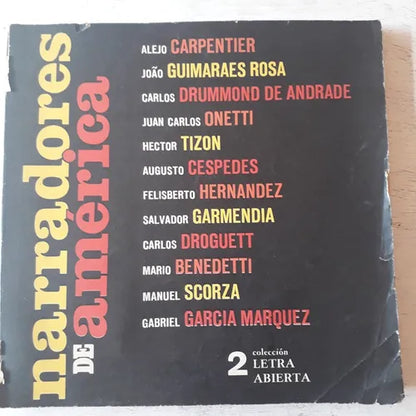 narradores
DE américa
ALEJO CARPENTIER
JOÃO GUIMARAES ROSA
CARLOS DRUMMOND DE ANDRADE
JUAN CARLOS ONETTI
HECTOR TIZON
AUGUSTO CESPEDES
FELISBERTO HERNANDEZ
SALVADOR GARMENDIA
CARLOS DROGUETT
MARIO BENEDETTI
MANUEL SCORZA
GABRIEL GARCIA MARQUEZ
2 colección
LETRA
ABIERTA